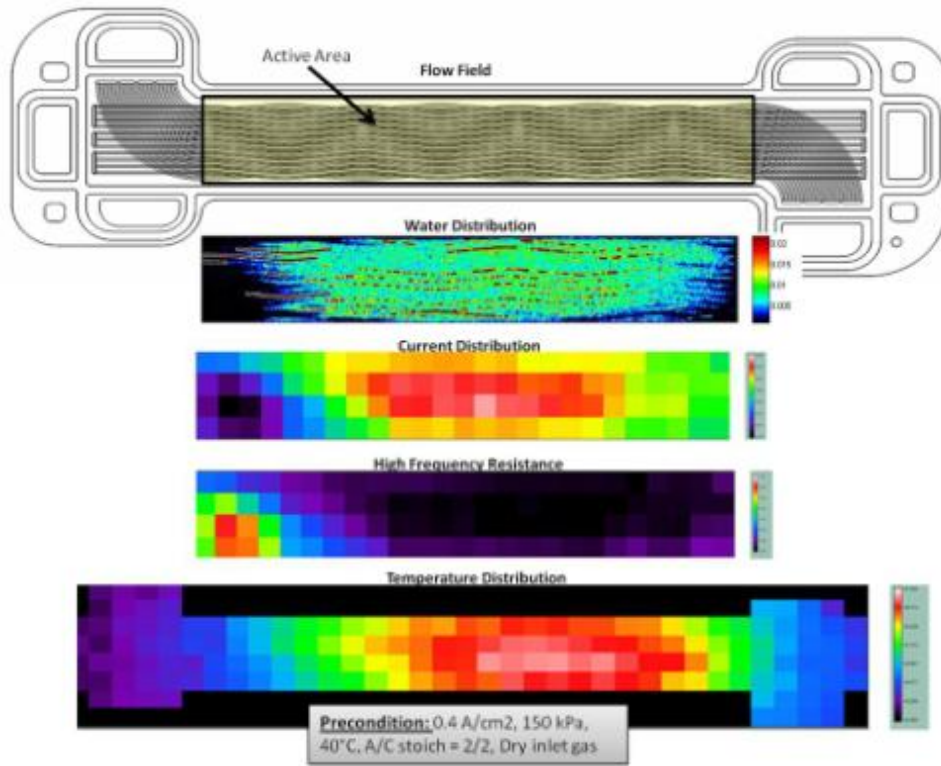 Active Area
Flow Field
Water Distribution
0.02
0.015
0.01
0.005
Current Distribution
High Frequency Resistance
Temperature Distribution
Precondition: 0.4 A/cm2, 150 kPa,
40°C, A/C stoich = 2/2, Dry inlet gas